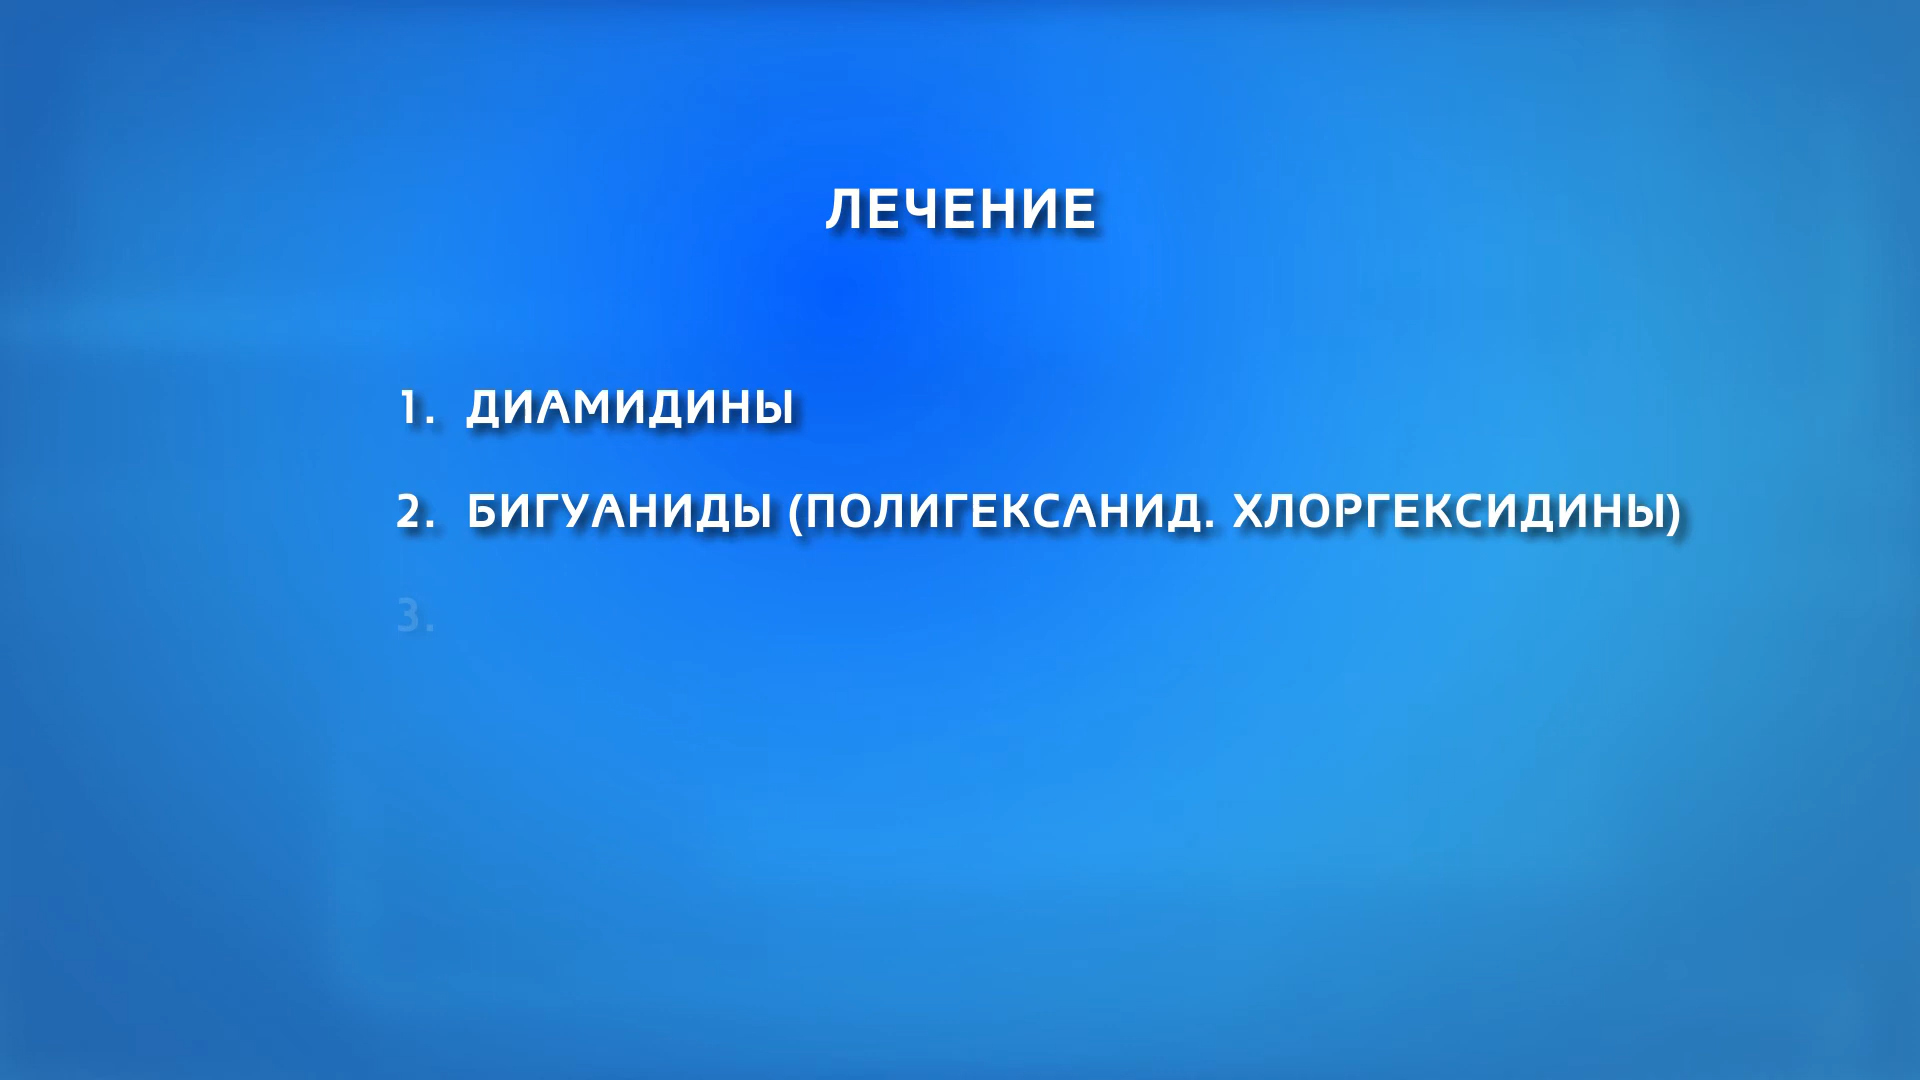 ЛЕЧЕНИЕ
1. ДИАМИДИНЫ
2. БИГУАНИДЫ (ПОЛИГЕКСАНИД. ХЛОРГЕКСИДИНЫ)
3.